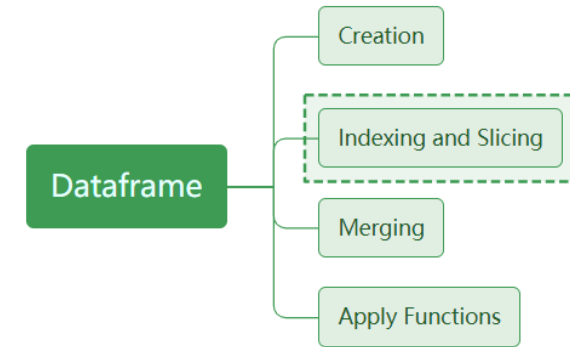 Creation
Indexing and Slicing
Dataframe
Merging
Apply Functions